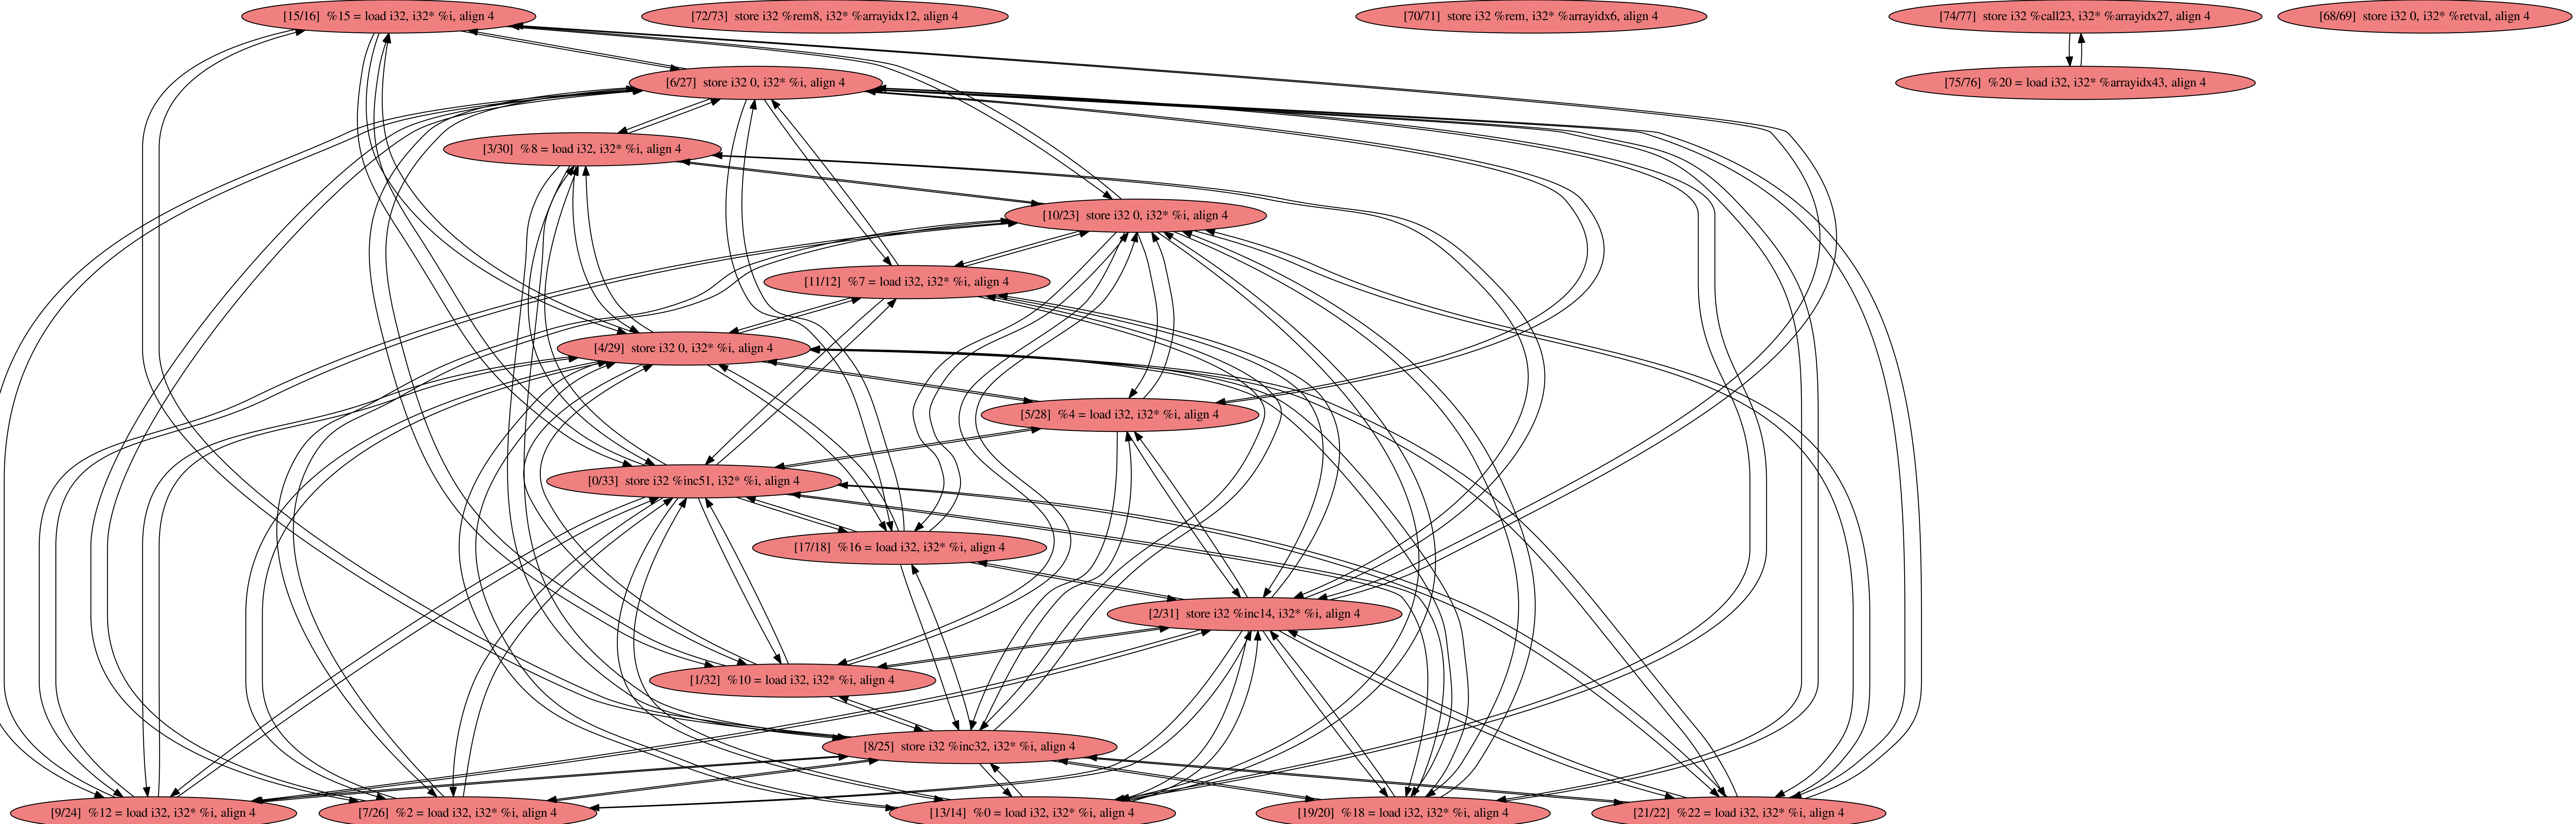 [15/16]  %15 = load i32, i32* %i, align 4
[72/73]  store i32 %rem8, i32* %arrayidx12, align 4
[70/71]  store i32 %rem, i32* %arrayidx6, align 4
[74/77]  store i32 %call23, i32* %arrayidx27, align 4
[68/69]  store i32 0, i32* %retval, align 4
[6/27]  store i32 0, i32* %i, align 4
[75/76]  %20 = load i32, i32* %arrayidx43, align 4
[3/30]  %8 = load i32, i32* %i, align 4
[10/23]  store i32 0, i32* %i, align 4
[11/12]  %7 = load i32, i32* %i, align 4
[4/29]  store i32 0, i32* %i, align 4
[5/28]  %4 = load i32, i32* %i, align 4
[0/33]  store i32 %inc51, i32* %i, align 4
[17/18]  %16 = load i32, i32* %i, align 4
[2/31]  store i32 %inc14, i32* %i, align 4
[1/32]  %10 = load i32, i32* %i, align 4
[8/25]  store i32 %inc32, i32* %i, align 4
[9/24]  %12 = load i32, i32* %i, align 4
[7/26]  %2 = load i32, i32* %i, align 4
[13/14]  %0 = load i32, i32* %i, align 4
[19/20]  %18 = load i32, i32* %i, align 4
[21/22]  %22 = load i32, i32* %i, align 4